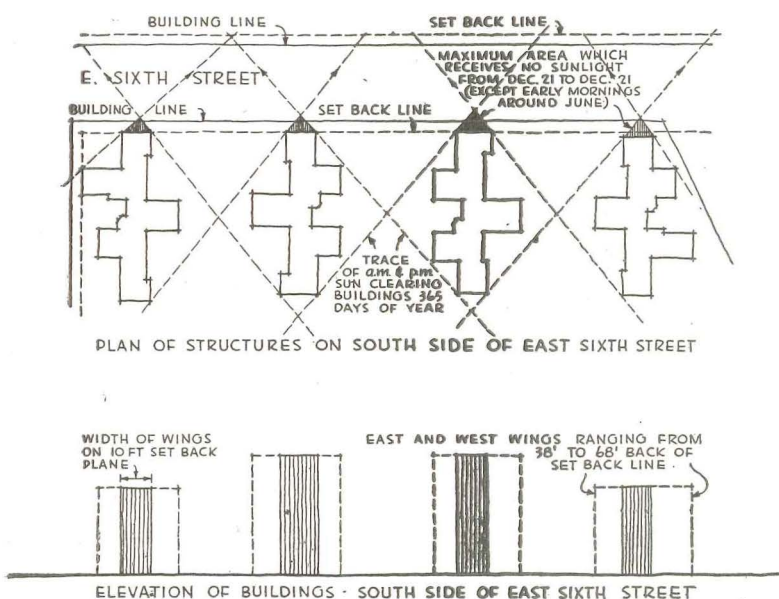 BUILDING LINE
SET BACK LINE
MAXIMUM AREA WHICH
RECEIVES NO SUNLIGHT
FROM DEC. 21 TO DEC. 21
(EXCEPT EARLY MORNINGS
AROUND JUNE)
E. SIXTH STREET
BUILDING LINE
SET BACK LINE
TRACE
OF am & pm
SUN CLEARING
BUILDINGS 365
DAYS OF YEAR
PLAN OF STRUCTURES ON SOUTH SIDE OF EAST SIXTH STREET
WIDTH OF WINGS
ON 10 FT SET BACK
PLANE
EAST AND WEST WINGS RANGING FROM
38' TO 68' BACK OF
SET BACK LINE.
ELEVATION OF BUILDINGS - SOUTH SIDE OF EAST SIXTH STREET